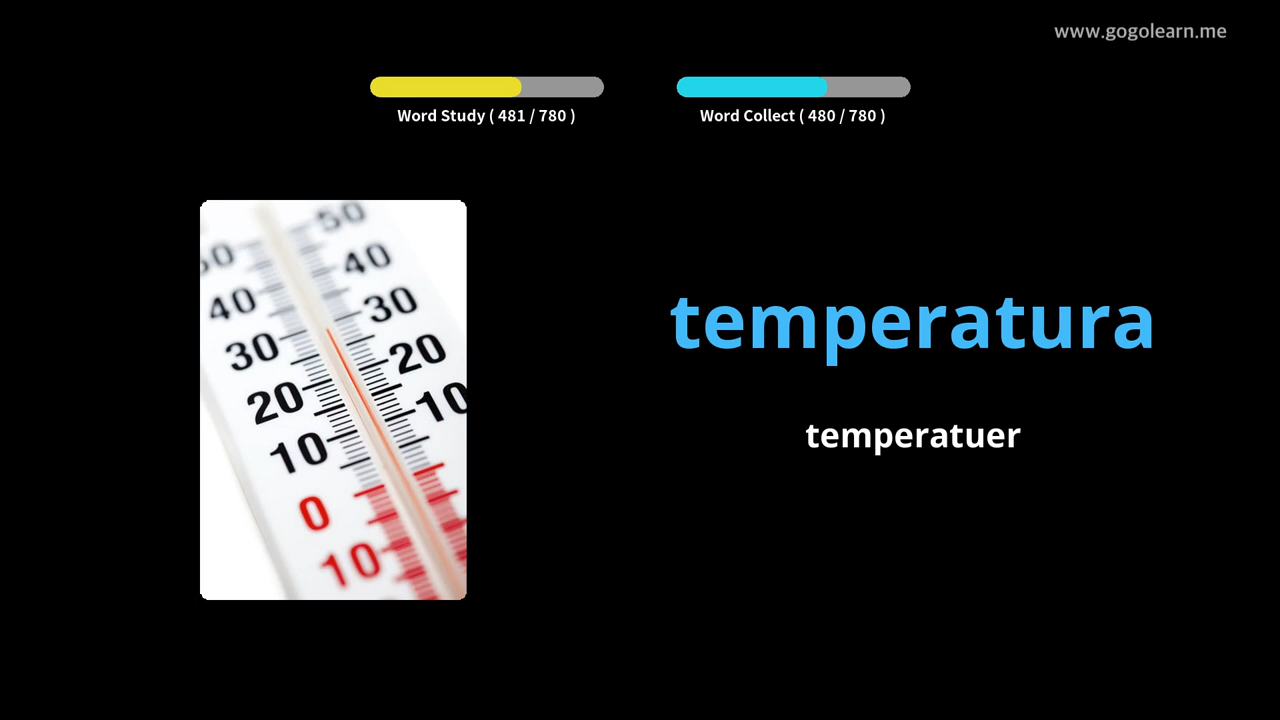 www.gogolearn.me
Word Study ( 481 / 780 )
Word Collect ( 480 / 780 )
50
50
40
40
30
30
20
20
10
10
0
10
temperatura
temperatuer